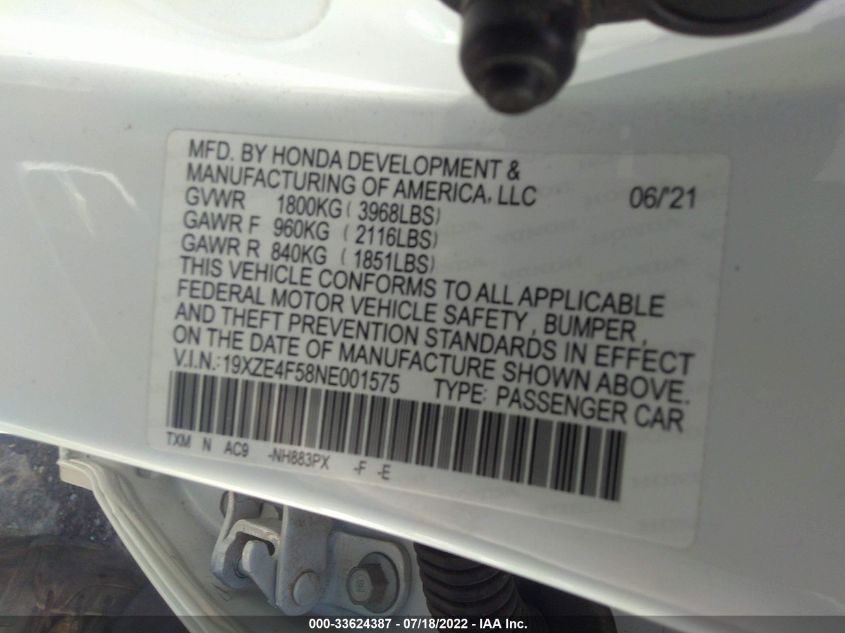 MFD. BY HONDA DEVELOPMENT &
MANUFACTURING OF AMERICA, LLC 06/'21
GVWR 1800KG ( 3968LBS)
GAWR F 960KG ( 2116LBS)
GAWR R 840KG ( 1851LBS)
THIS VEHICLE CONFORMS TO ALL APPLICABLE
FEDERAL MOTOR VEHICLE SAFETY , BUMPER,
AND THEFT PREVENTION STANDARDS IN EFFECT
ON THE DATE OF MANUFACTURE SHOWN ABOVE.
V.I.N.:19XZE4F58NE001575 TYPE: PASSENGER CAR
TXM N AC9 -NH883PX -F -E
000-33624387 - 07/18/2022 - IAA Inc.